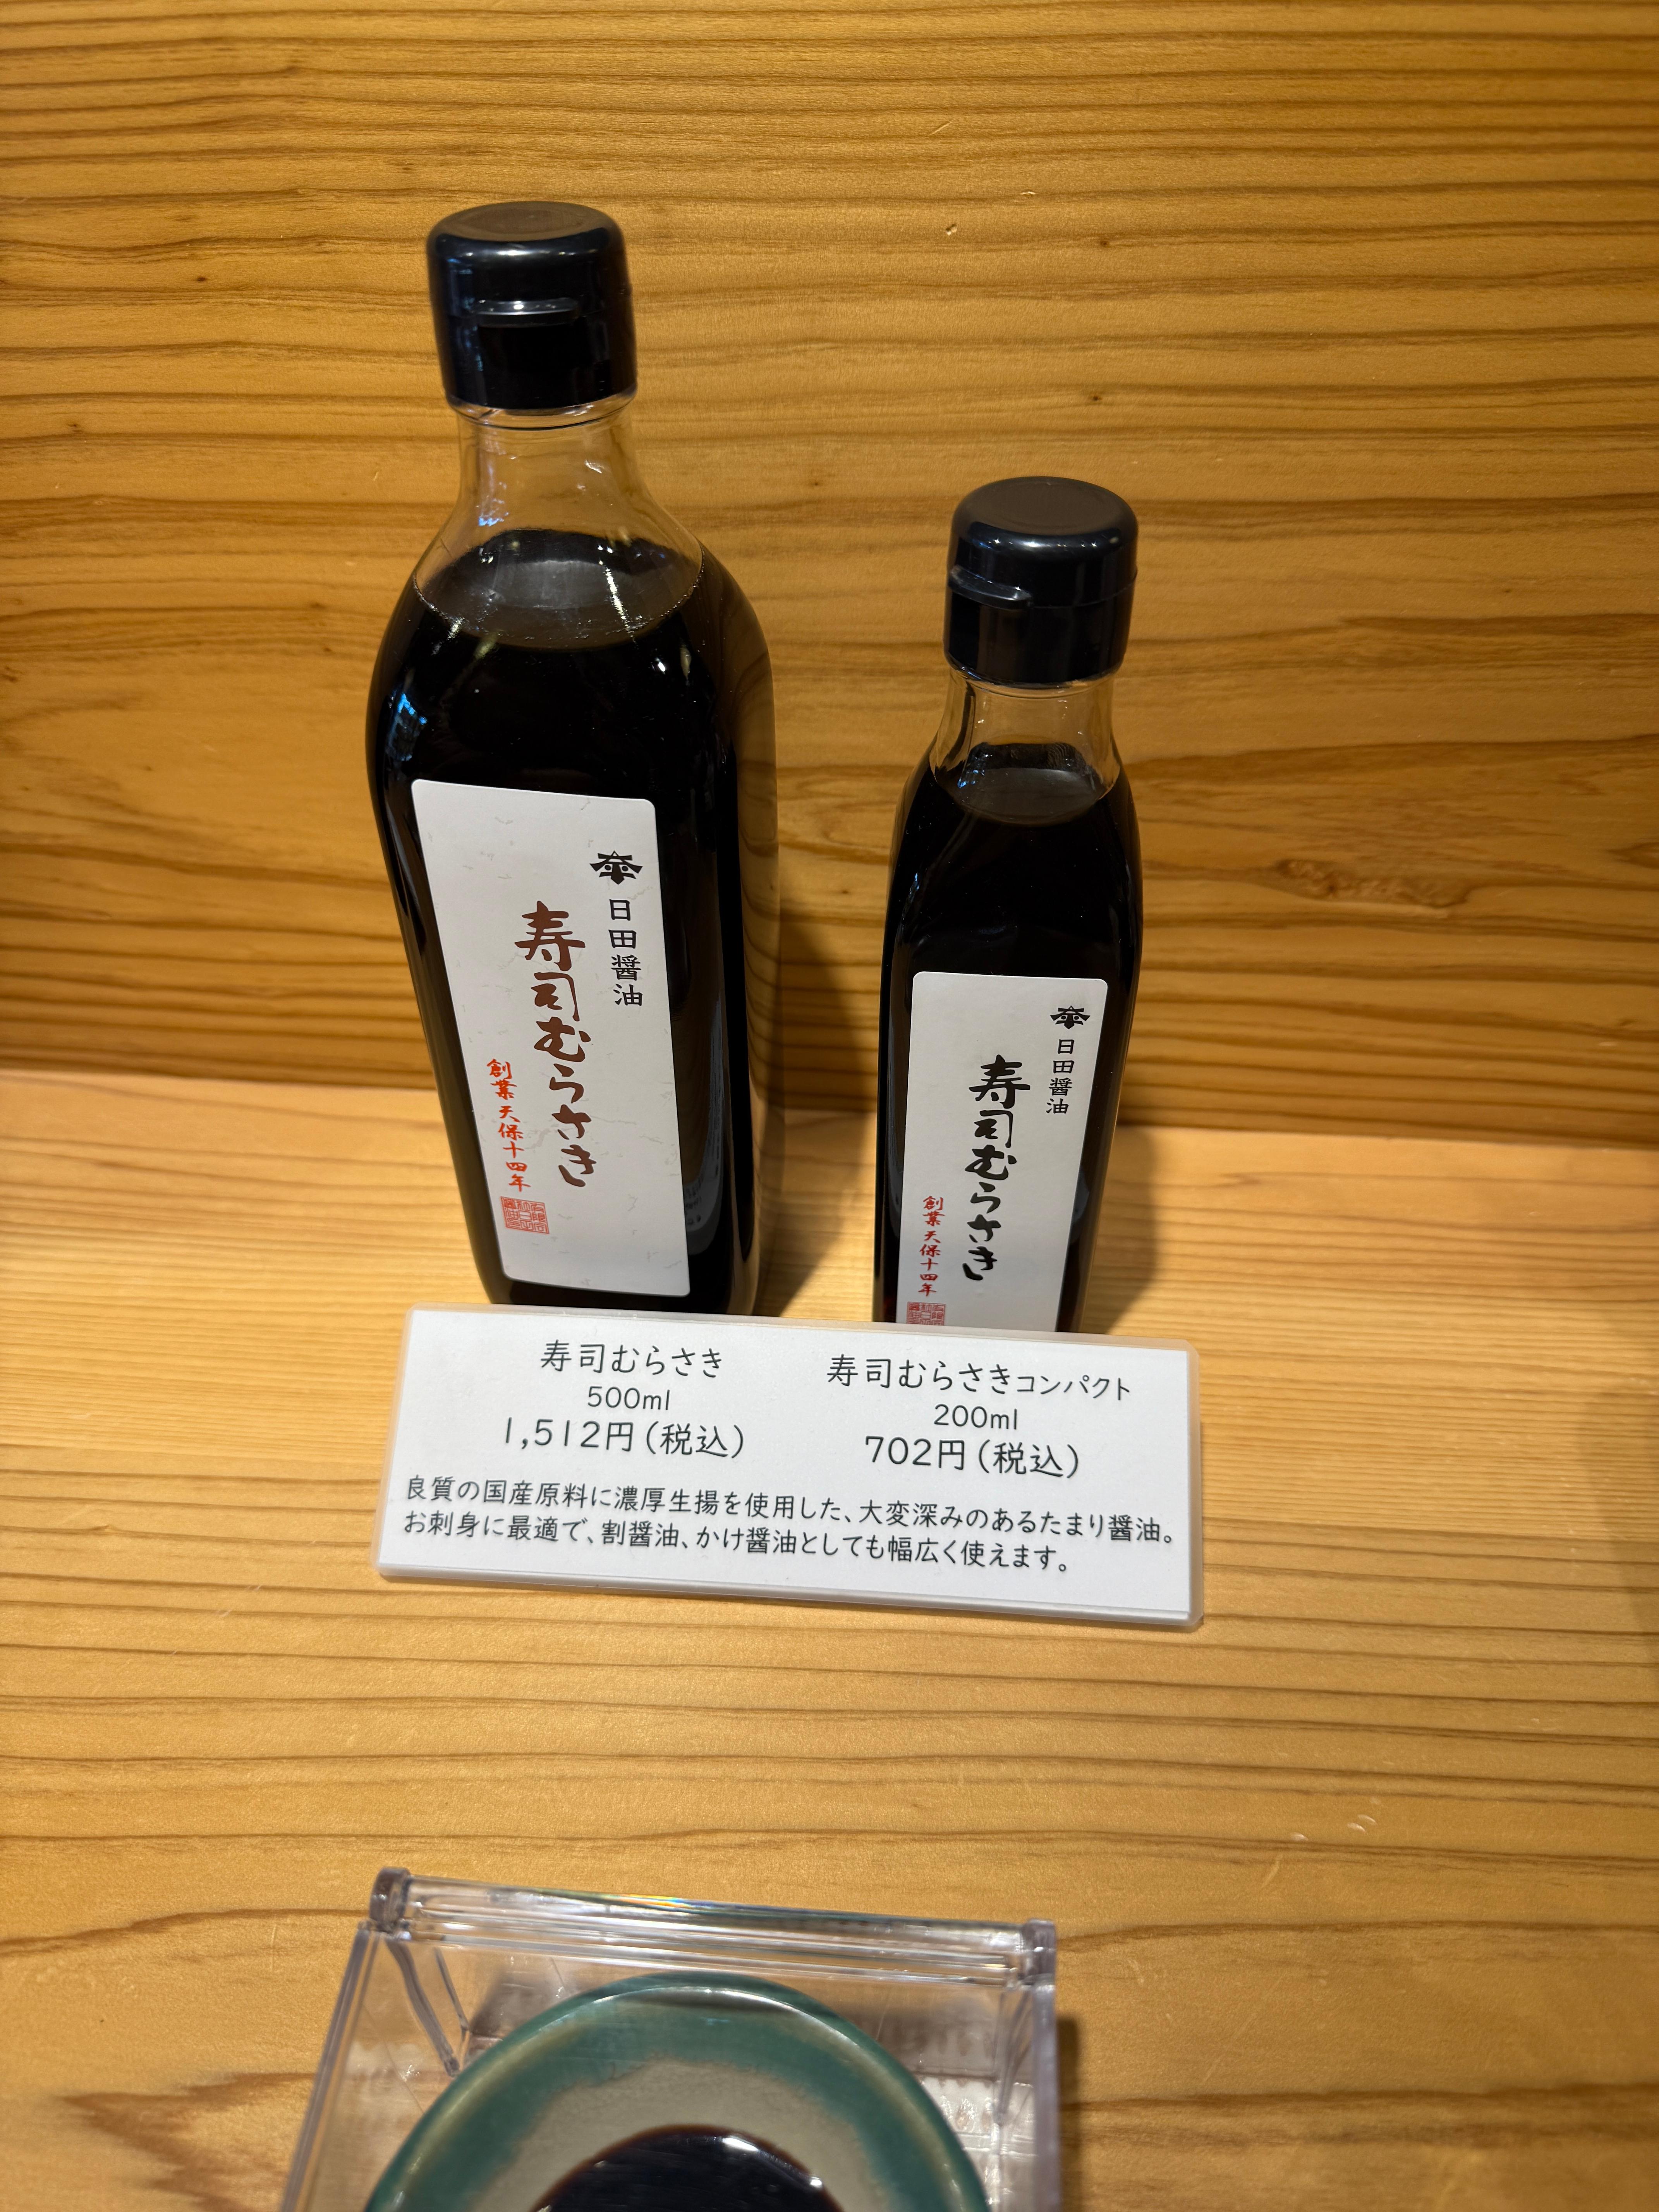 日田醤油
寿司むらさき
創業天保十四年
日田醤油
寿司むらさき
創業天保十四年
寿司むらさき
500ml
1,512円(税込)
寿司むらさきコンパクト
200ml
702円(税込)
良質の国産原料に濃厚生揚を使用した、大変深みのあるたまり醤油。
お刺身に最適で、割醤油、かけ醤油としても幅広く使えます。